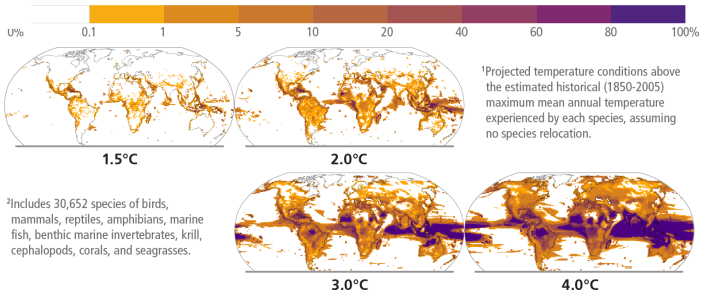 0% 0.1 1 5 10 20 40 60 80 100%
¹Projected temperature conditions above
the estimated historical (1850-2005)
maximum mean annual temperature
experienced by each species, assuming
no species relocation.
1.5°C 2.0°C
²Includes 30,652 species of birds,
mammals, reptiles, amphibians, marine
fish, benthic marine invertebrates, krill,
cephalopods, corals, and seagrasses.
3.0°C 4.0°C